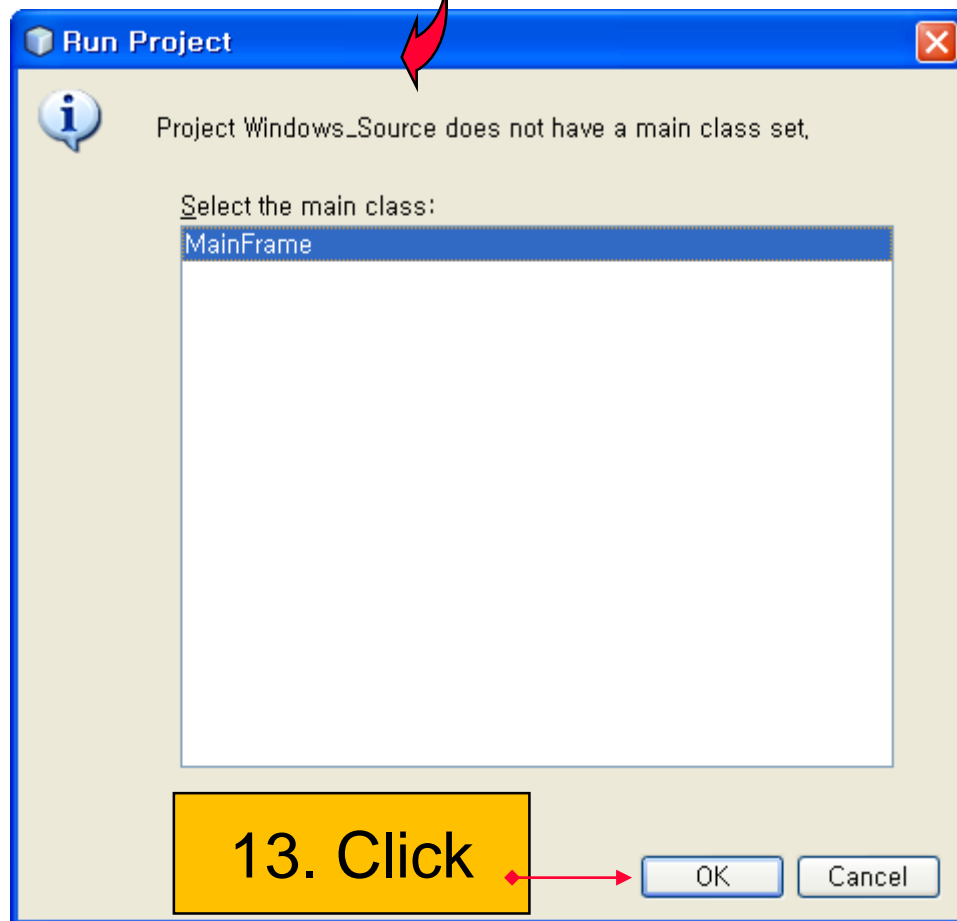 Run Project
Project Windows_Source does not have a main class set,
Select the main class:
MainFrame
13. Click
OK
Cancel